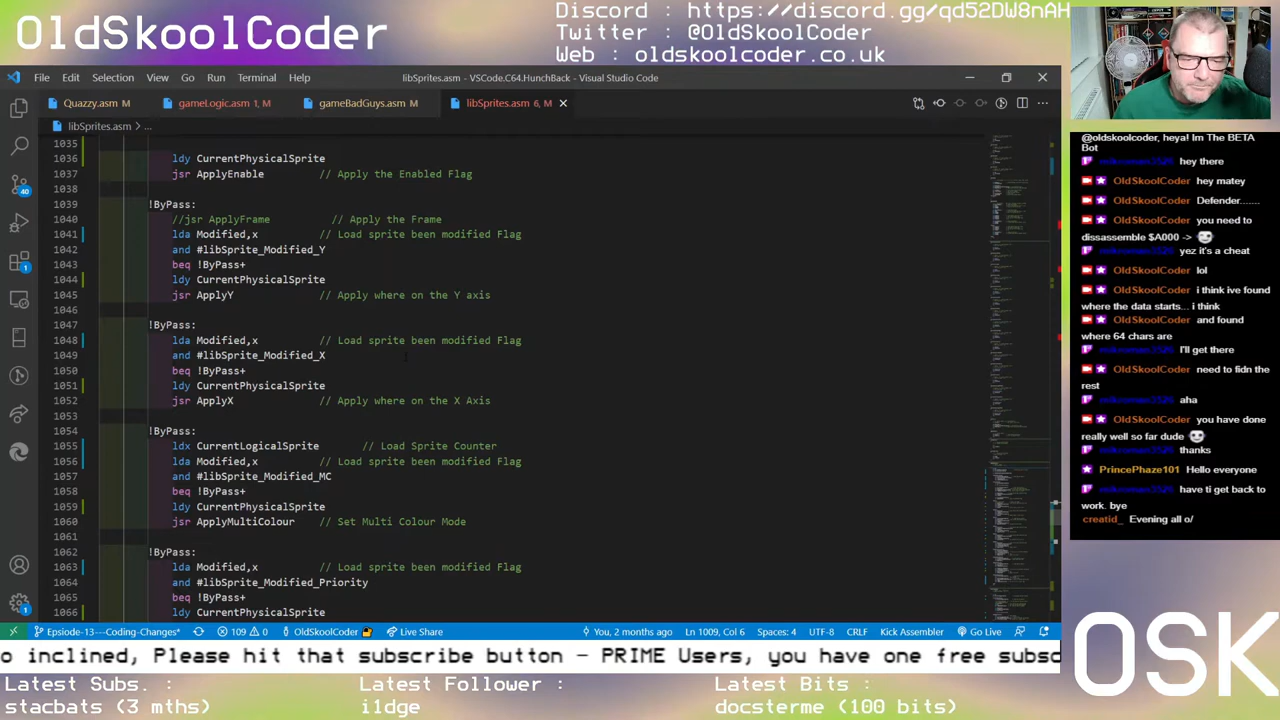 OldSkoolCoder
Discord : https://discord.gg/qd52DW8nAH
Twitter : @OldSkoolCoder
Web : oldskoolcoder.co.uk
File Edit Selection View Go Run Terminal Help
libSprites.asm - VSCode.C64.HunchBack - Visual Studio Code
Quazzy.asm M
gameLogic.asm 1, M
gameBadGuys.asm M
libSprites.asm 6, M
libSprites.asm > ...
1035
1036 ldy CurrentPhysicalSprite
1037 jsr ApplyEnable // Apply the Enabled Flag
1038
1039 !ByPass:
1040 //jsr ApplyFrame // Apply the Frame
1041 lda Modified,x // Load sprite been modified Flag
1042 and #libSprite_Modified_Y
1043 beq !Bypass+
1044 ldy CurrentPhysicalSprite
1045 jsr ApplyY // Apply where on the Y axis
1046
1047 !ByPass:
1048 lda Modified,x // Load sprite been modified Flag
1049 and #libSprite_Modified_X
1050 beq !Bypass+
1051 ldy CurrentPhysicalSprite
1052 jsr ApplyX // Apply where on the X axis
1053
1054 !ByPass:
1055 ldx CurrentLogicalSprite // Load Sprite Counter
1056 lda Modified,x // Load sprite been modified Flag
1057
1058 beq !Bypass+
1059 ldy CurrentPhysicalSprite
1060 jsr ApplyMultiColour // Set Multi Colour Mode
1061
1062 !ByPass:
1063 lda Modified,x // Load sprite been modified Flag
1064 and #libSprite_Modified_Priority
1065 beq !Bypass+
1066 ldy CurrentPhysicalSprite
Epsiode-13---Coding-Changes* 109 0 OldSkoolCoder Live Share You, 2 months ago Ln 1009, Col 6 Spaces: 4 UTF-8 CRLF Kick Assembler Go Live
@oldskoolcoder, heya! Im The BETA
Bot
hey there
OldSkoolCoder hey matey
OldSkoolCoder Defender.......
OldSkoolCoder you need to
dissassemble $A000 ->
yez it's a cheat
OldSkoolCoder lol
OldSkoolCoder i think ive found
where the data starts... i think
OldSkoolCoder and found
where 64 chars are
I'll get there
OldSkoolCoder need to fidn the
rest
aha
OldSkoolCoder you have done
really well so far dude
thanks
PrincePhaze101 Hello everyone
have ti get back to
work. bye
creatid_ Evening all o/
o inclined, Please hit that subscribe button - PRIME Users, you have one free subsc
Latest Subs. :
stacbats (3 mths)
Latest Follower :
i1dge
Latest Bits :
docsterme (100 bits)
OSK